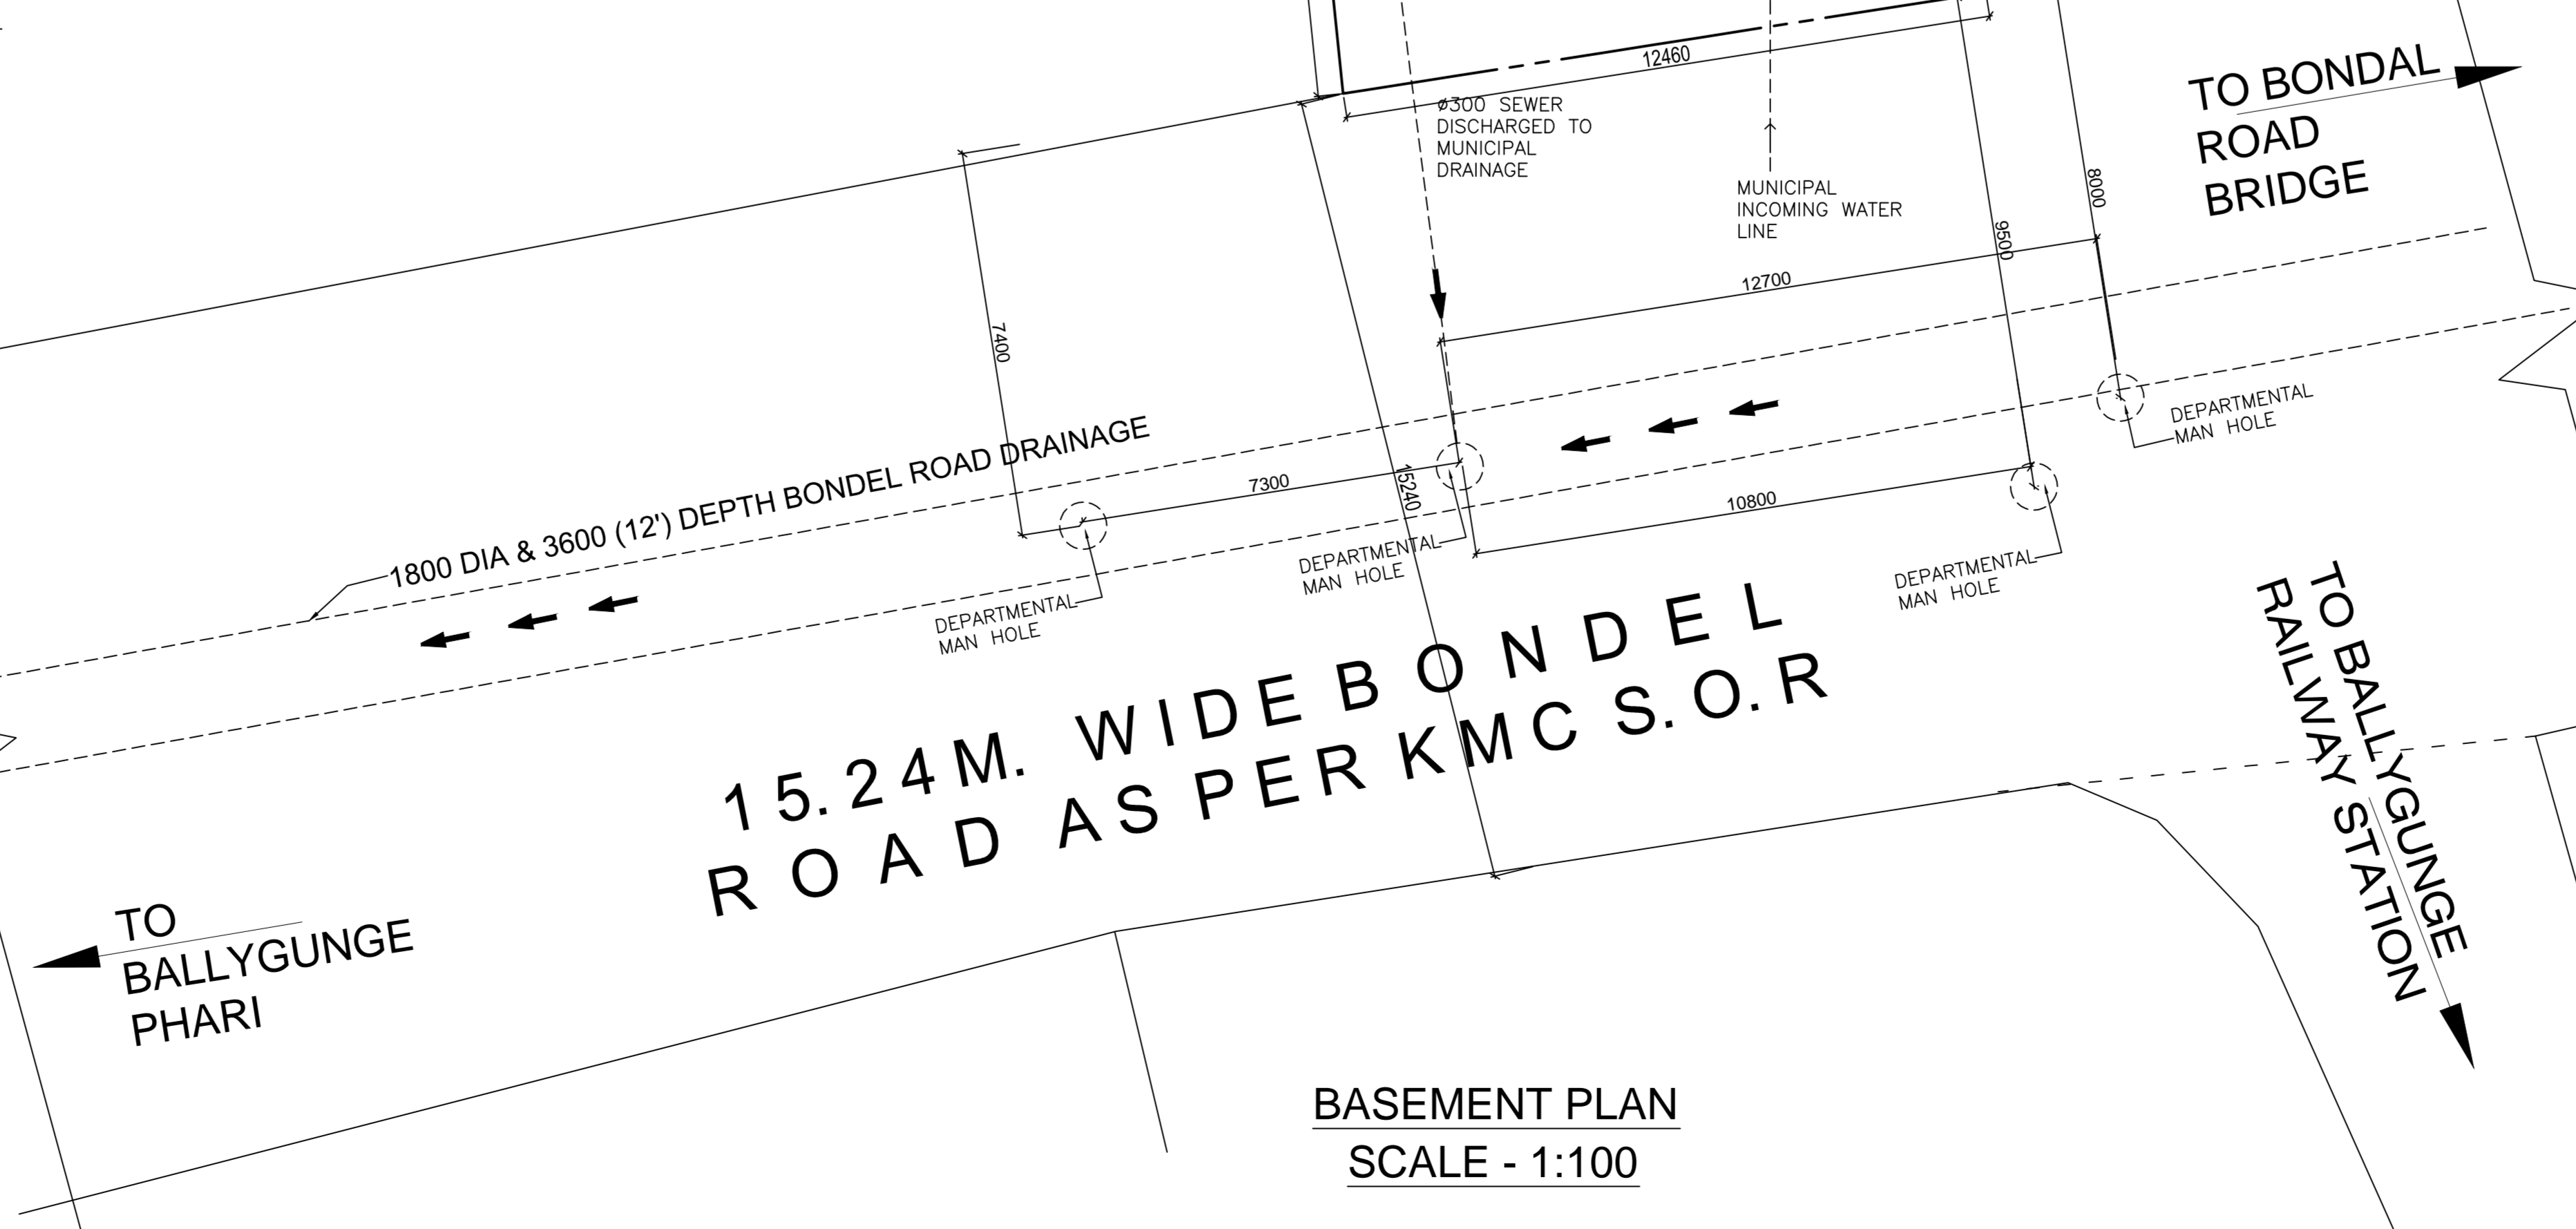 12460
TO BONDAL
ROAD
BRIDGE
ø300 SEWER
DISCHARGED TO
MUNICIPAL
DRAINAGE
MUNICIPAL
INCOMING WATER
LINE
8000
9500
12700
7400
DEPARTMENTAL
MAN HOLE
1800 DIA & 3600 (12') DEPTH BONDEL ROAD DRAINAGE
7300
15240
10800
DEPARTMENTAL
MAN HOLE
DEPARTMENTAL
MAN HOLE
DEPARTMENTAL
MAN HOLE
15.24M. WIDE BONDEL
ROAD AS PER KMC S.O.R
TO BALLYGUNGE
RAILWAY STATION
TO
BALLYGUNGE
PHARI
BASEMENT PLAN
SCALE - 1:100